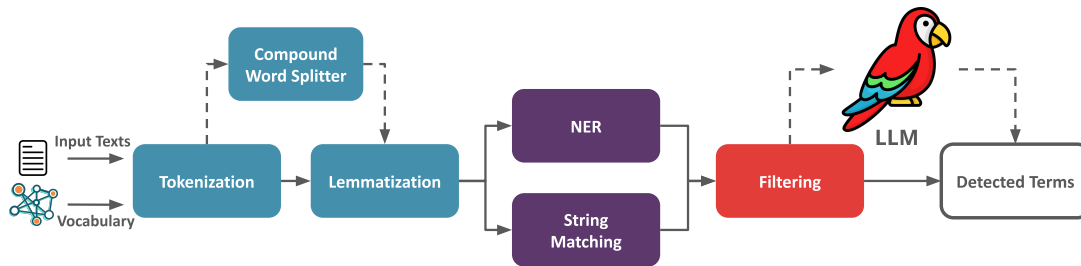 Compound
Word Splitter
Input Texts
Vocabulary
Tokenization
Lemmatization
NER
String
Matching
Filtering
LLM
Detected Terms